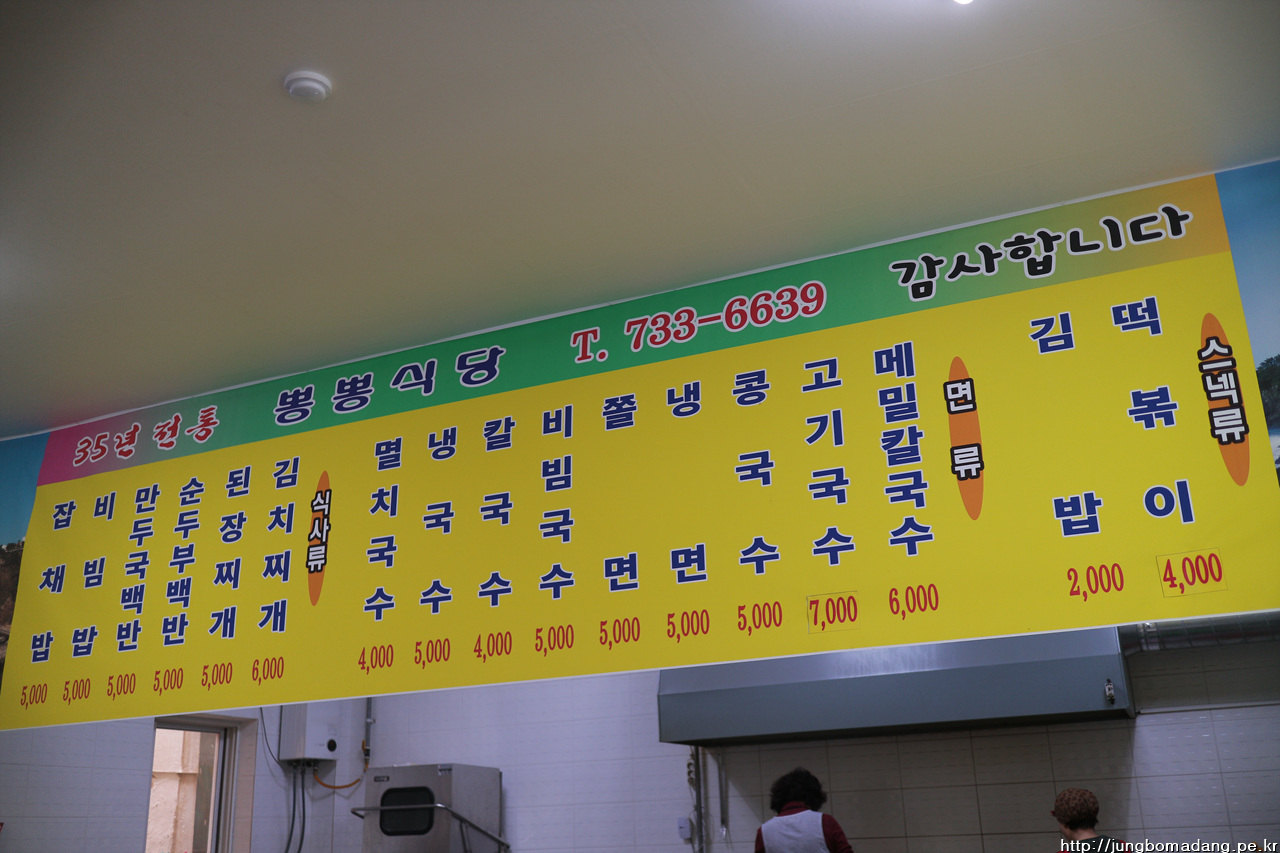 35년 전통 뽕뽕식당 T. 733-6639 감사합니다
스넥류
떡볶이 4,000
김밥 2,000
면류
메밀칼국수 6,000
고기국수 7,000
콩국수 5,000
냉면 5,000
쫄면 5,000
비빔국수 5,000
칼국수 4,000
냉국수 5,000
멸치국수 4,000
식사류
김치찌개 6,000
된장찌개 5,000
순두부백반 5,000
만두국백반 5,000
비빔밥 5,000
잡채밥 5,000
http://jungbomadang.pe.kr